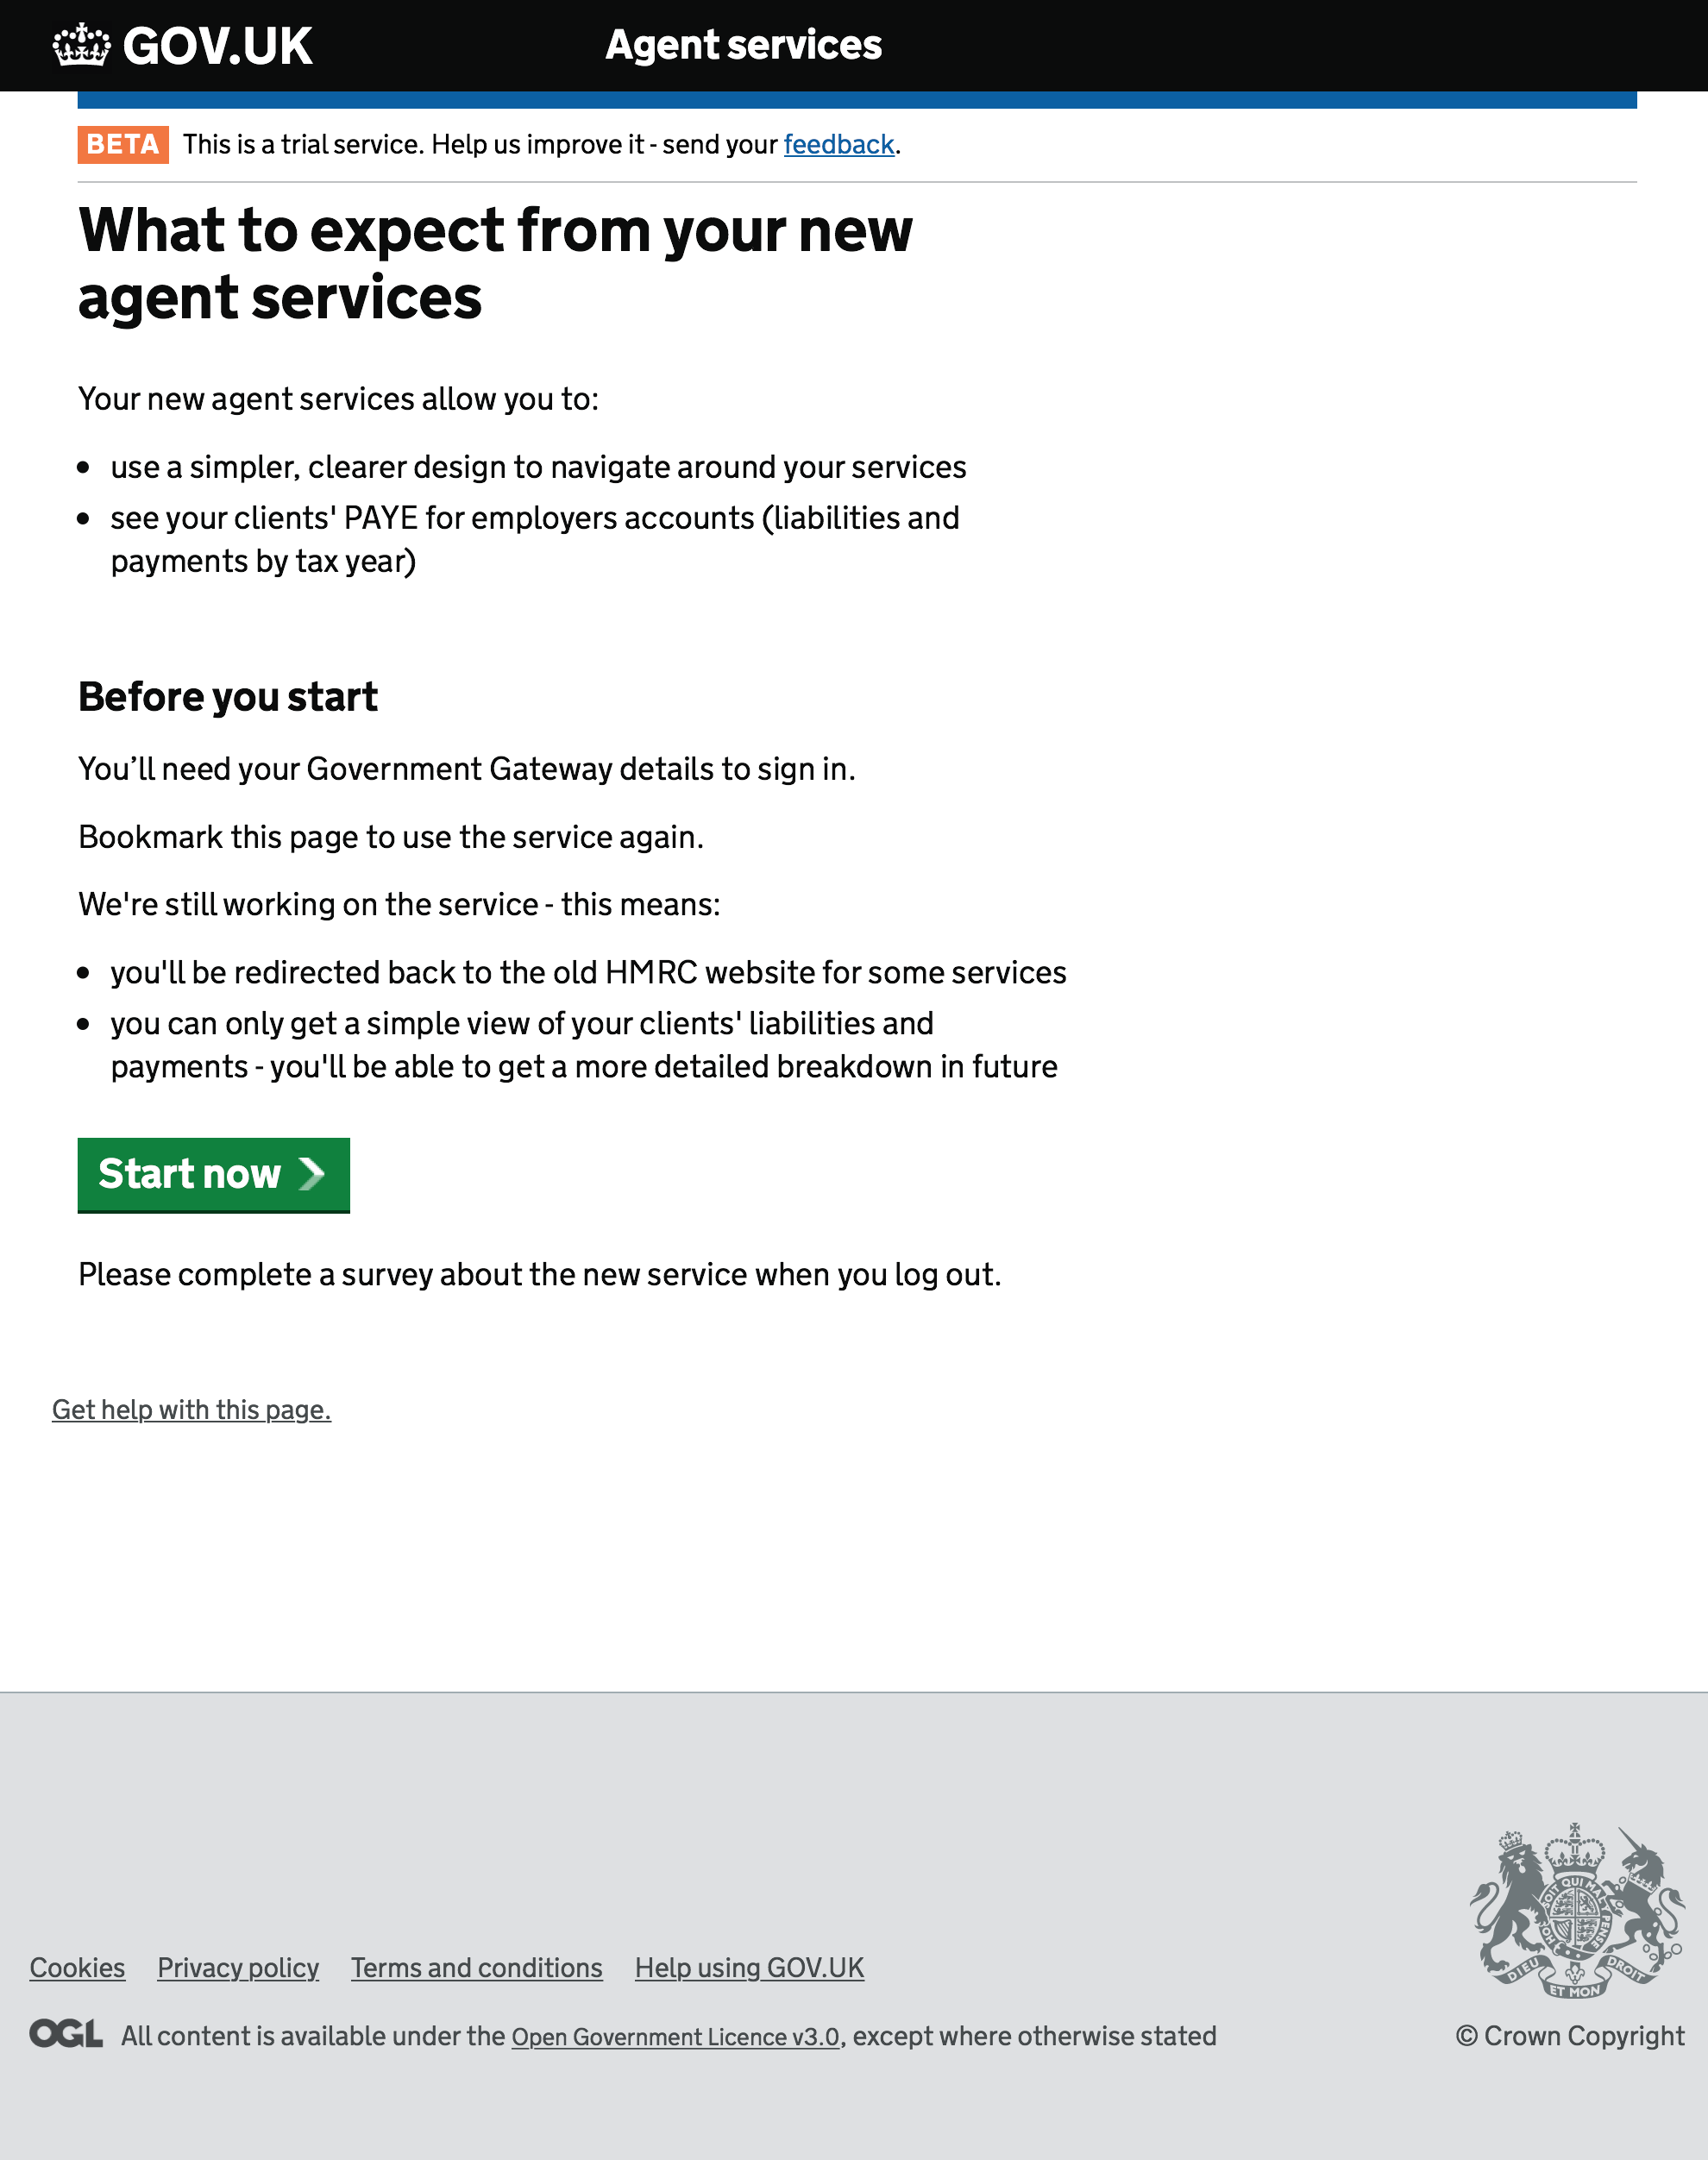 GOV.UK
Agent services
BETA This is a trial service. Help us improve it - send your feedback.
What to expect from your new
agent services
Your new agent services allow you to:
• use a simpler, clearer design to navigate around your services
• see your clients' PAYE for employers accounts (liabilities and
payments by tax year)
Before you start
You’ll need your Government Gateway details to sign in.
Bookmark this page to use the service again.
We're still working on the service - this means:
• you'll be redirected back to the old HMRC website for some services
• you can only get a simple view of your clients' liabilities and
payments - you'll be able to get a more detailed breakdown in future
Start now
Please complete a survey about the new service when you log out.
Get help with this page.
HONI SOIT QUI MAL Y PENSE
DIEU ET MON DROIT
Cookies Privacy policy Terms and conditions Help using GOV.UK
OGL All content is available under the Open Government Licence v3.0, except where otherwise stated
© Crown Copyright